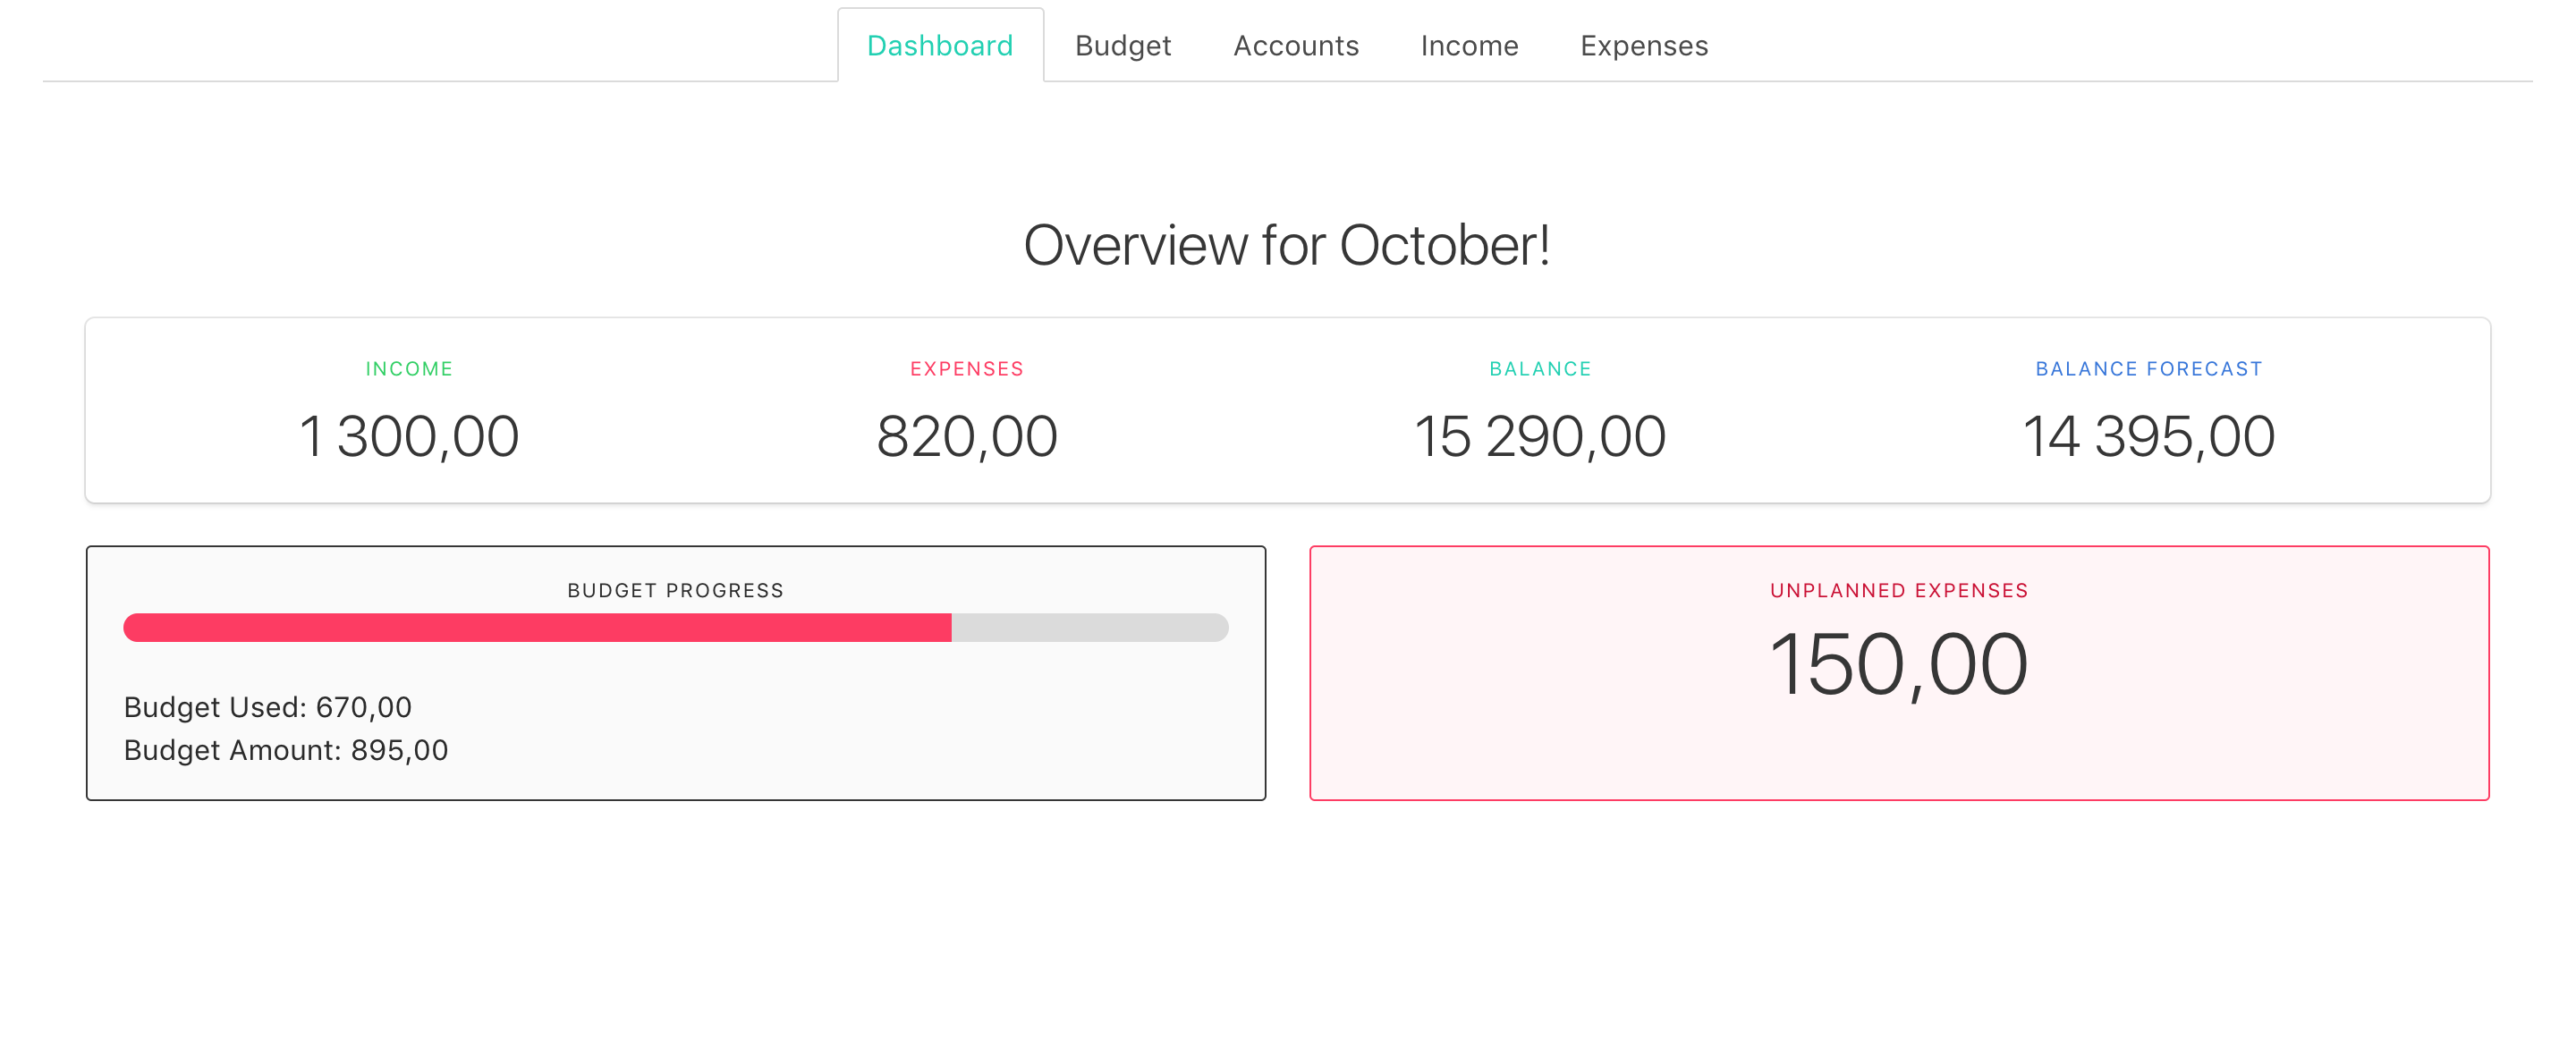 Dashboard Budget Accounts Income Expenses
Overview for October!
INCOME EXPENSES BALANCE BALANCE FORECAST
1 300,00 820,00 15 290,00 14 395,00
BUDGET PROGRESS
Budget Used: 670,00
Budget Amount: 895,00
UNPLANNED EXPENSES
150,00